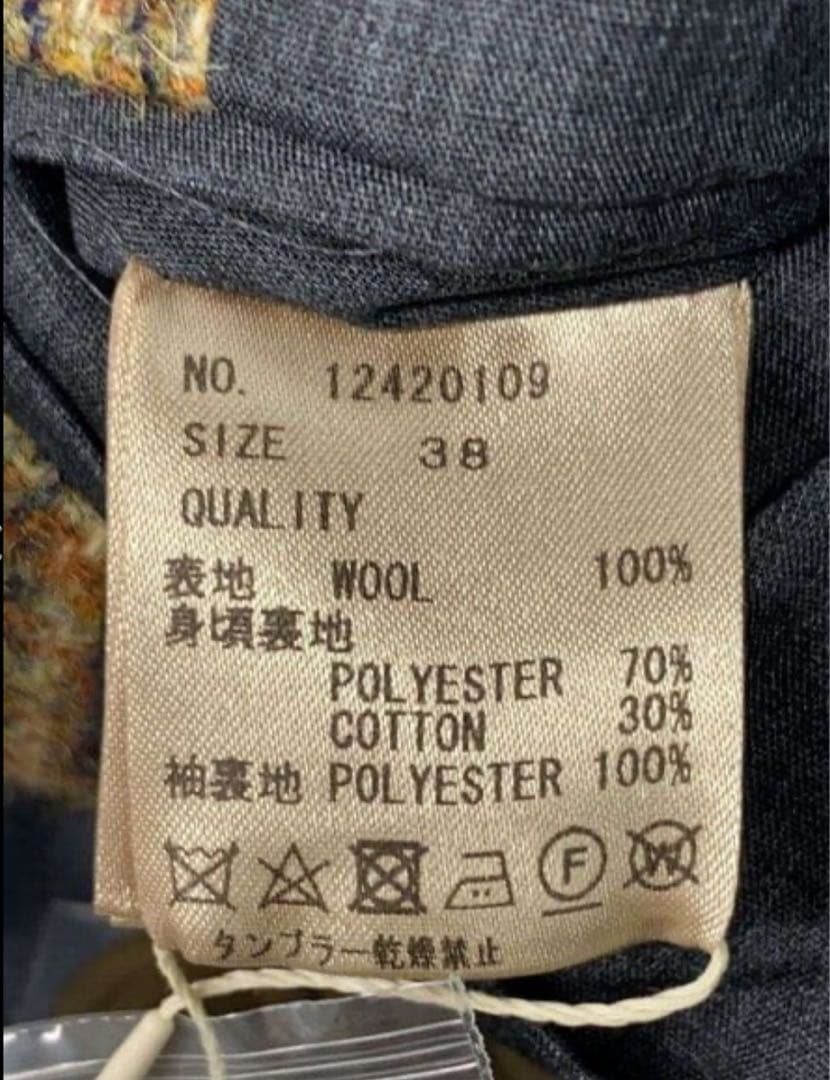 NO. 12420109
SIZE 38
QUALITY
表地 WOOL 100%
身頃裏地
POLYESTER 70%
COTTON 30%
袖裏地 POLYESTER 100%
F W
タンブラー乾燥禁止